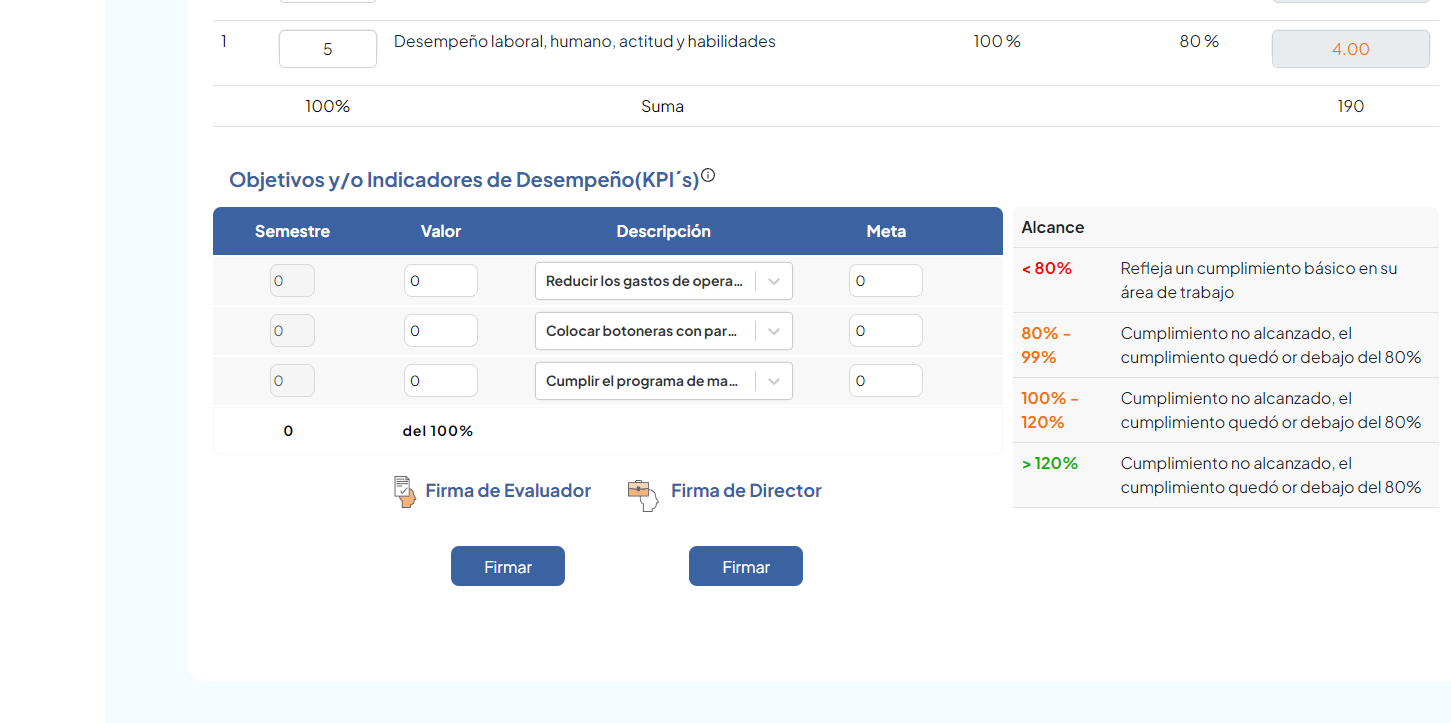 1 5 Desempeño laboral, humano, actitud y habilidades 100 % 80 % 4.00
100% Suma 190
Objetivos y/o Indicadores de Desempeño(KPI´s)
Semestre Valor Descripción Meta
0 0 Reducir los gastos de opera... 0
0 0 Colocar botoneras con par... 0
0 0 Cumplir el programa de ma... 0
0 del 100%
Alcance
< 80% Refleja un cumplimiento básico en su
área de trabajo
80% - Cumplimiento no alcanzado, el
99% cumplimiento quedó or debajo del 80%
100% - Cumplimiento no alcanzado, el
120% cumplimiento quedó or debajo del 80%
> 120% Cumplimiento no alcanzado, el
cumplimiento quedó or debajo del 80%
Firma de Evaluador Firma de Director
Firmar Firmar